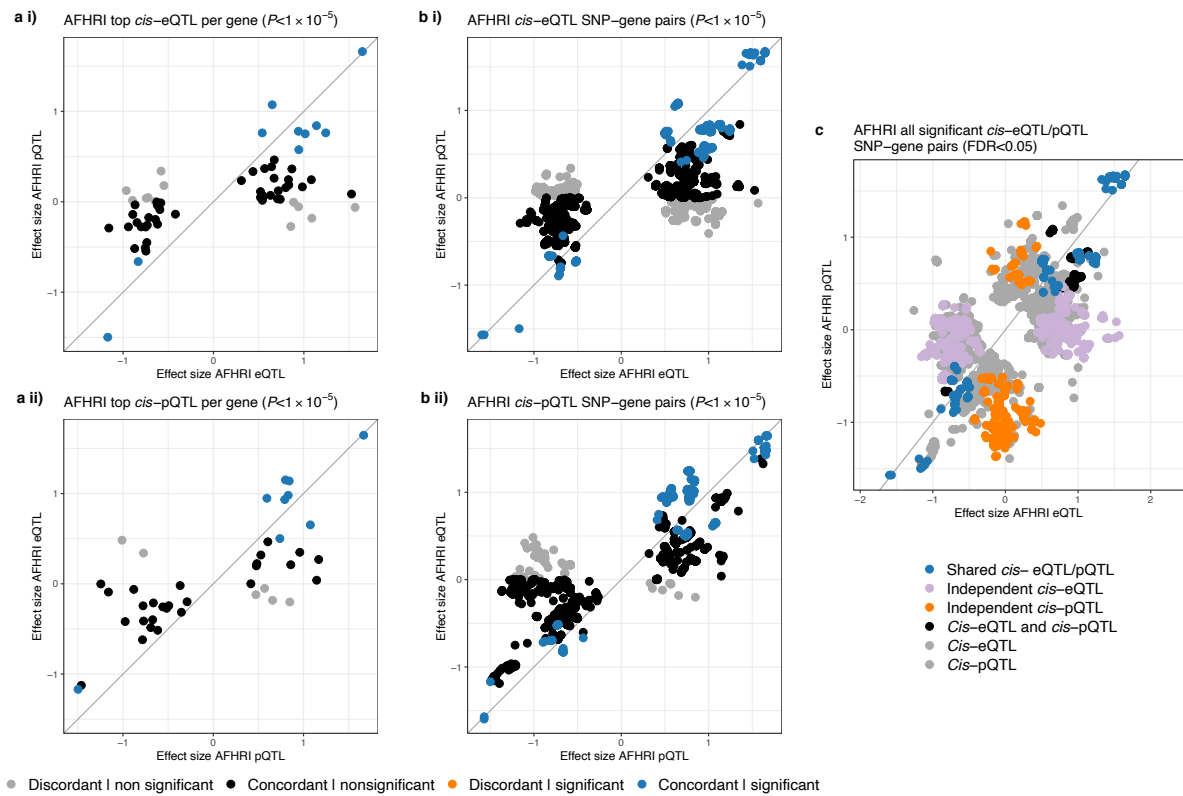 a i)
AFHRI top cis−eQTL per gene (P<1 × 10−5)
1
0
−1
−1
0
1
Effect size AFHRI pQTL
Effect size AFHRI eQTL
b i)
AFHRI cis−eQTL SNP−gene pairs (P<1 × 10−5)
1
0
−1
−1
0
1
Effect size AFHRI pQTL
Effect size AFHRI eQTL
a ii)
AFHRI top cis−pQTL per gene (P<1 × 10−5)
1
0
−1
−1
0
1
Effect size AFHRI eQTL
Effect size AFHRI pQTL
b ii)
AFHRI cis−pQTL SNP−gene pairs (P<1 × 10−5)
1
0
−1
−1
0
1
Effect size AFHRI eQTL
Effect size AFHRI pQTL
c
AFHRI all significant cis−eQTL/pQTL
SNP−gene pairs (FDR<0.05)
1
0
−1
−2
−1
0
1
2
Effect size AFHRI pQTL
Effect size AFHRI eQTL
Shared cis− eQTL/pQTL
Independent cis−eQTL
Independent cis−pQTL
Cis−eQTL and cis−pQTL
Cis−eQTL
Cis−pQTL
Discordant | non significant
Concordant | nonsignificant
Discordant | significant
Concordant | significant